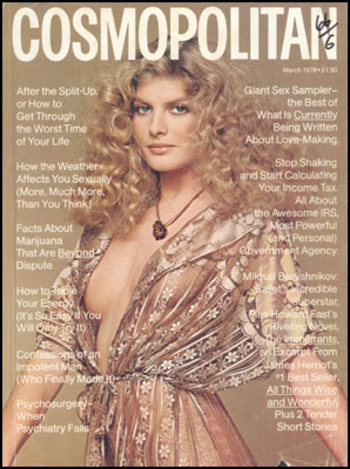 COSMOPOLITAN
69/6
March 1978 • $1.50
After the Split-Up,
or How to
Get Through
the Worst Time
of Your Life
How the Weather
Affects You Sexually
(More, Much More,
Than You Think!)
Facts About
Marijuana
That Are Beyond
Dispute
How to Triple
Your Energy
(It's So Easy If You
Will Only Try It)
Confessions of an
Impotent Man
(Who Finally Made It)
Psychosurgery–
When
Psychiatry Fails
Giant Sex Sampler–
the Best of
What Is Currently
Being Written
About Love-Making.
Stop Shaking
and Start Calculating
Your Income Tax.
All About
the Awesome IRS,
Most Powerful
(and Personal)
Government Agency.
Mikhail Baryshnikov:
Ballet's Incredible
Superstar,
Plus Howard Fast's
Riveting Novel,
The Immigrants,
an Excerpt From
James Herriot's
#1 Best Seller,
All Things Wise
and Wonderful,
Plus 2 Tender
Short Stories